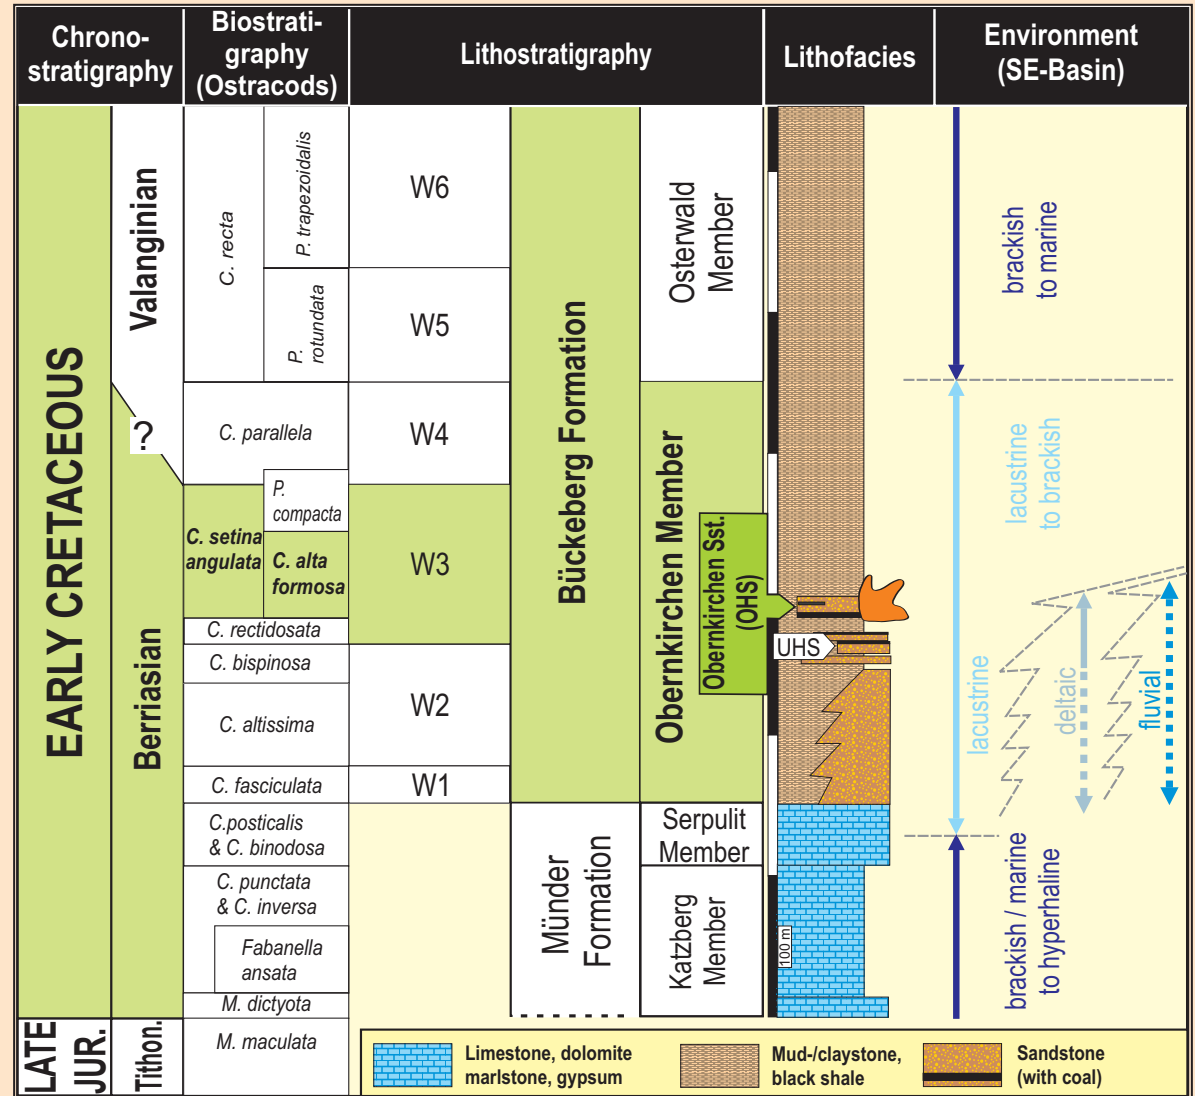 Chrono-
stratigraphy
Biostrati-
graphy
(Ostracods)
Lithostratigraphy
Lithofacies
Environment
(SE-Basin)
EARLY CRETACEOUS
LATE
JUR.
Valanginian
?
Berriasian
Tithon.
C. recta
P. trapezoidalis
P.
rotundata
C. parallela
P.
compacta
C. setina
angulata
C. alta
formosa
C. rectidosata
C. bispinosa
C. altissima
C. fasciculata
C.posticalis
& C. binodosa
C. punctata
& C. inversa
Fabanella
ansata
M. dictyota
M. maculata
W6
W5
W4
W3
W2
W1
Bückeberg Formation
Münder
Formation
Osterwald
Member
Obernkirchen Member
Obernkirchen Sst.
(OHS)
Serpulit
Member
Katzberg
Member
UHS
100 m
brackish
to marine
lacustrine
to brackish
lacustrine
deltaic
fluvial
brackish / marine
to hyperhaline
Limestone, dolomite
marlstone, gypsum
Mud-/claystone,
black shale
Sandstone
(with coal)